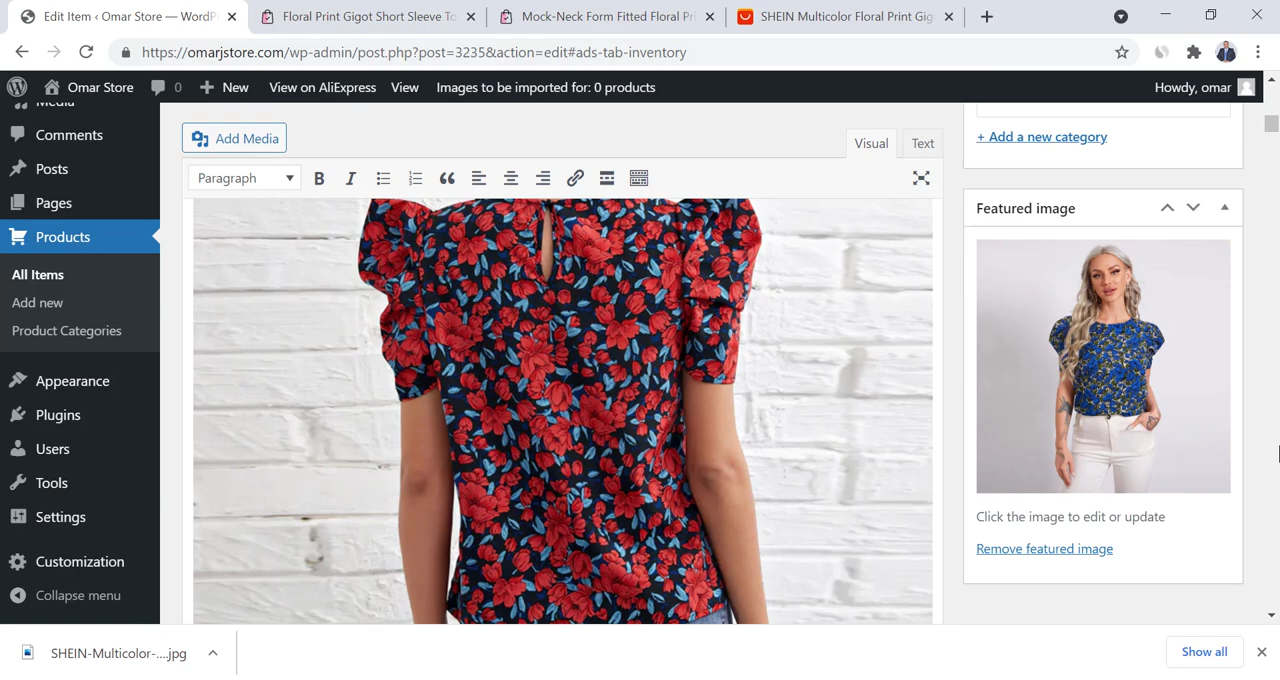 Edit Item ‹ Omar Store — WordP
Floral Print Gigot Short Sleeve To
Mock-Neck Form Fitted Floral Pri
SHEIN Multicolor Floral Print Gig
https://omarjstore.com/wp-admin/post.php?post=3235&action=edit#ads-tab-inventory
Omar Store
0
New
View on AliExpress
View
Images to be imported for: 0 products
Howdy, omar
Media
Comments
Posts
Pages
Products
All Items
Add new
Product Categories
Appearance
Plugins
Users
Tools
Settings
Customization
Collapse menu
Add Media
Visual
Text
Paragraph
B
I
+ Add a new category
Featured image
Click the image to edit or update
Remove featured image
SHEIN-Multicolor-....jpg
Show all